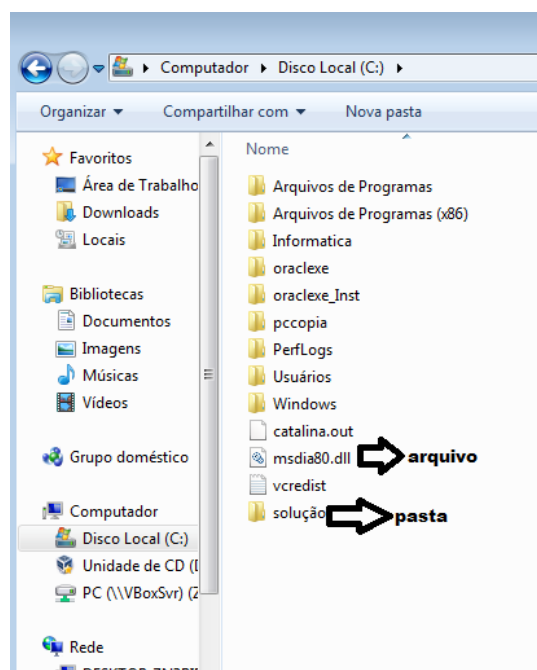 Computador Disco Local (C:)
Organizar Compartilhar com Nova pasta
Favoritos
Área de Trabalho
Downloads
Locais
Bibliotecas
Documentos
Imagens
Músicas
Vídeos
Grupo doméstico
Computador
Disco Local (C:)
Unidade de CD (
PC (\\VBoxSvr) (Z
Rede
Nome
Arquivos de Programas
Arquivos de Programas (x86)
Informatica
oraclexe
oraclexe_Inst
pccopia
PerfLogs
Usuários
Windows
catalina.out
msdia80.dll arquivo
vcredist
solução pasta